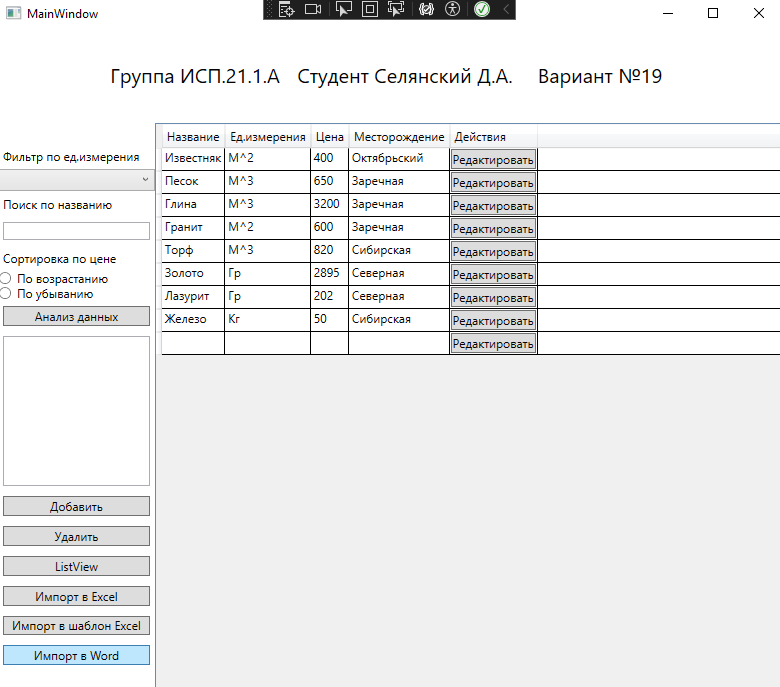 MainWindow
Группа ИСП.21.1.А Студент Селянский Д.А. Вариант №19
Фильтр по ед.измерения
Поиск по названию
Сортировка по цене
По возрастанию
По убыванию
Анализ данных
Добавить
Удалить
ListView
Импорт в Excel
Импорт в шаблон Excel
Импорт в Word
Название Ед.измерения Цена Месторождение Действия
Известняк М^2 400 Октябрьский Редактировать
Песок М^3 650 Заречная Редактировать
Глина М^3 3200 Заречная Редактировать
Гранит М^2 600 Заречная Редактировать
Торф М^3 820 Сибирская Редактировать
Золото Гр 2895 Северная Редактировать
Лазурит Гр 202 Северная Редактировать
Железо Кг 50 Сибирская Редактировать
Редактировать